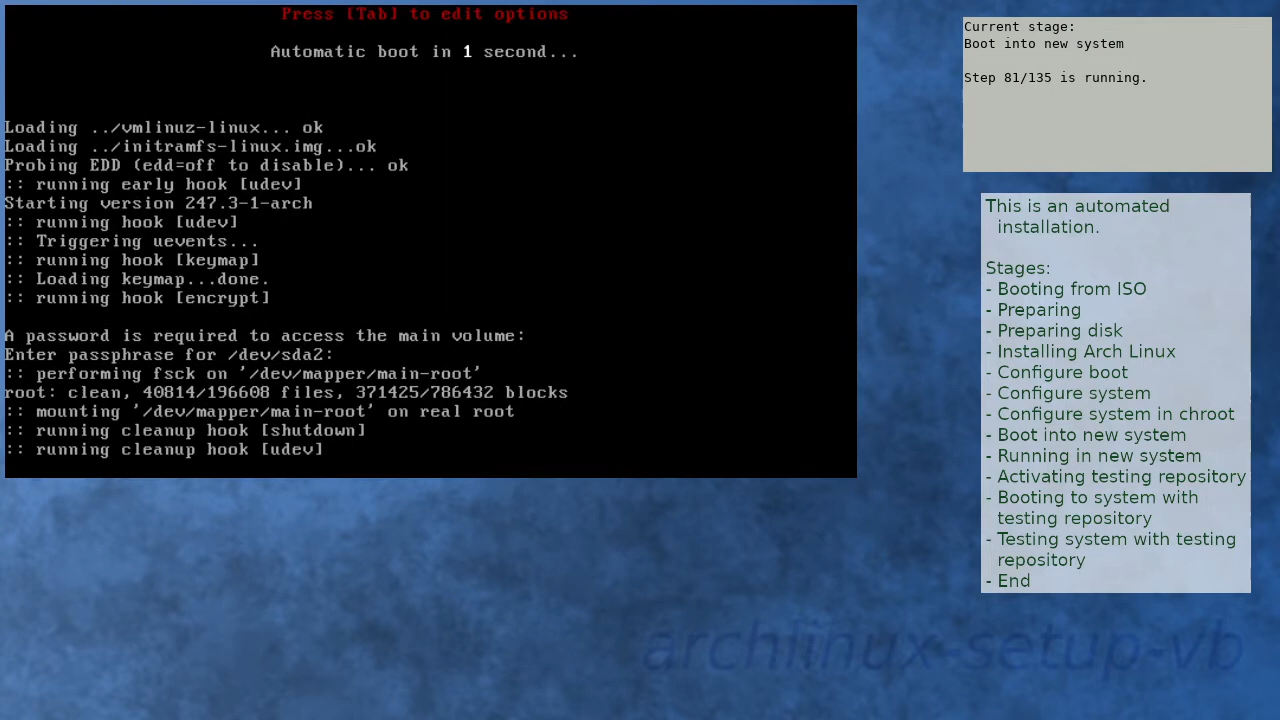 Press [Tab] to edit options
Automatic boot in 1 second...
Loading ../vmlinuz-linux... ok
Loading ../initramfs-linux.img...ok
Probing EDD (edd=off to disable)... ok
:: running early hook [udev]
Starting version 247.3-1-arch
:: running hook [udev]
:: Triggering uevents...
:: running hook [keymap]
:: Loading keymap...done.
:: running hook [encrypt]
A password is required to access the main volume:
Enter passphrase for /dev/sda2:
:: performing fsck on '/dev/mapper/main-root'
root: clean, 40814/196608 files, 371425/786432 blocks
:: mounting '/dev/mapper/main-root' on real root
:: running cleanup hook [shutdown]
:: running cleanup hook [udev]
Current stage:
Boot into new system
Step 81/135 is running.
This is an automated
installation.
Stages:
- Booting from ISO
- Preparing
- Preparing disk
- Installing Arch Linux
- Configure boot
- Configure system
- Configure system in chroot
- Boot into new system
- Running in new system
- Activating testing repository
- Booting to system with
testing repository
- Testing system with testing
repository
- End
archlinux-setup-vb